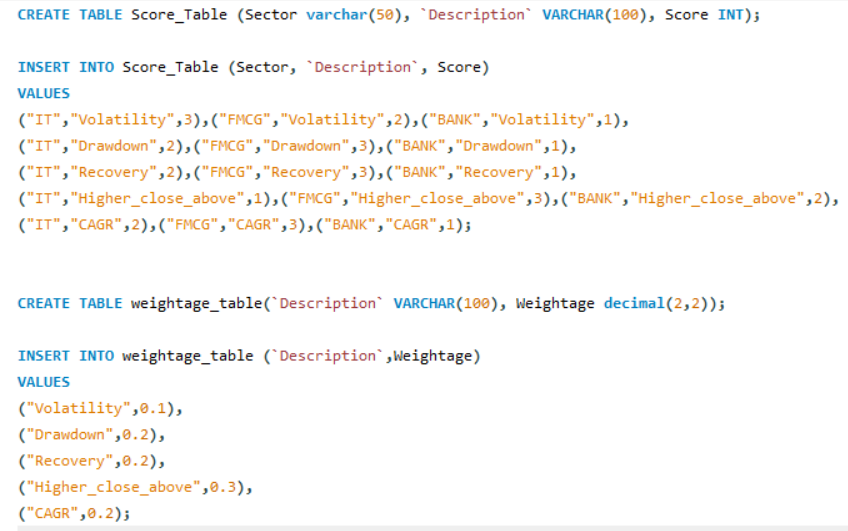 CREATE TABLE Score_Table (Sector varchar(50), `Description` VARCHAR(100), Score INT);
INSERT INTO Score_Table (Sector, `Description`, Score)
VALUES
("IT","Volatility",3),("FMCG","Volatility",2),("BANK","Volatility",1),
("IT","Drawdown",2),("FMCG","Drawdown",3),("BANK","Drawdown",1),
("IT","Recovery",2),("FMCG","Recovery",3),("BANK","Recovery",1),
("IT","Higher_close_above",1),("FMCG","Higher_close_above",3),("BANK","Higher_close_above",2),
("IT","CAGR",2),("FMCG","CAGR",3),("BANK","CAGR",1);
CREATE TABLE weightage_table(`Description` VARCHAR(100), Weightage decimal(2,2));
INSERT INTO weightage_table (`Description`,Weightage)
VALUES
("Volatility",0.1),
("Drawdown",0.2),
("Recovery",0.2),
("Higher_close_above",0.3),
("CAGR",0.2);